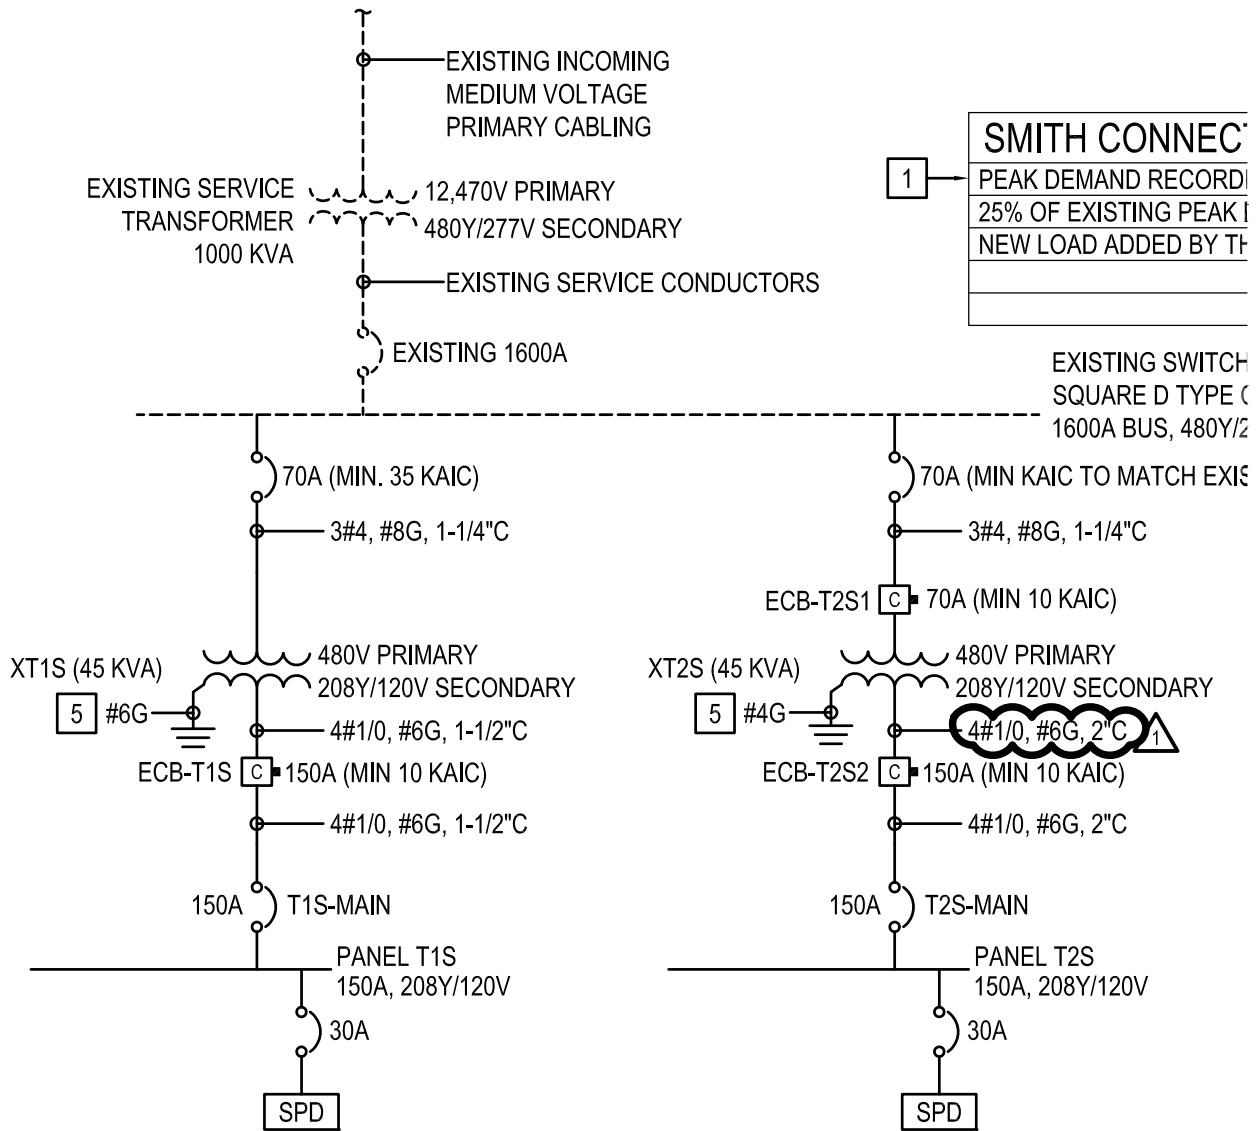 EXISTING INCOMING
MEDIUM VOLTAGE
PRIMARY CABLING
EXISTING SERVICE
TRANSFORMER
1000 KVA
12,470V PRIMARY
480Y/277V SECONDARY
EXISTING SERVICE CONDUCTORS
EXISTING 1600A
1
SMITH CONNEC
PEAK DEMAND RECORD
25% OF EXISTING PEAK
NEW LOAD ADDED BY TH
EXISTING SWITCH
SQUARE D TYPE
1600A BUS, 480Y/2
70A (MIN. 35 KAIC)
3#4, #8G, 1-1/4"C
XT1S (45 KVA)
480V PRIMARY
208Y/120V SECONDARY
5 #6G
4#1/0, #6G, 1-1/2"C
ECB-T1S C 150A (MIN 10 KAIC)
4#1/0, #6G, 1-1/2"C
150A T1S-MAIN
PANEL T1S
150A, 208Y/120V
30A
SPD
70A (MIN KAIC TO MATCH EXIS
3#4, #8G, 1-1/4"C
ECB-T2S1 C 70A (MIN 10 KAIC)
XT2S (45 KVA)
480V PRIMARY
208Y/120V SECONDARY
5 #4G
4#1/0, #6G, 2"C 1
ECB-T2S2 C 150A (MIN 10 KAIC)
4#1/0, #6G, 2"C
150A T2S-MAIN
PANEL T2S
150A, 208Y/120V
30A
SPD